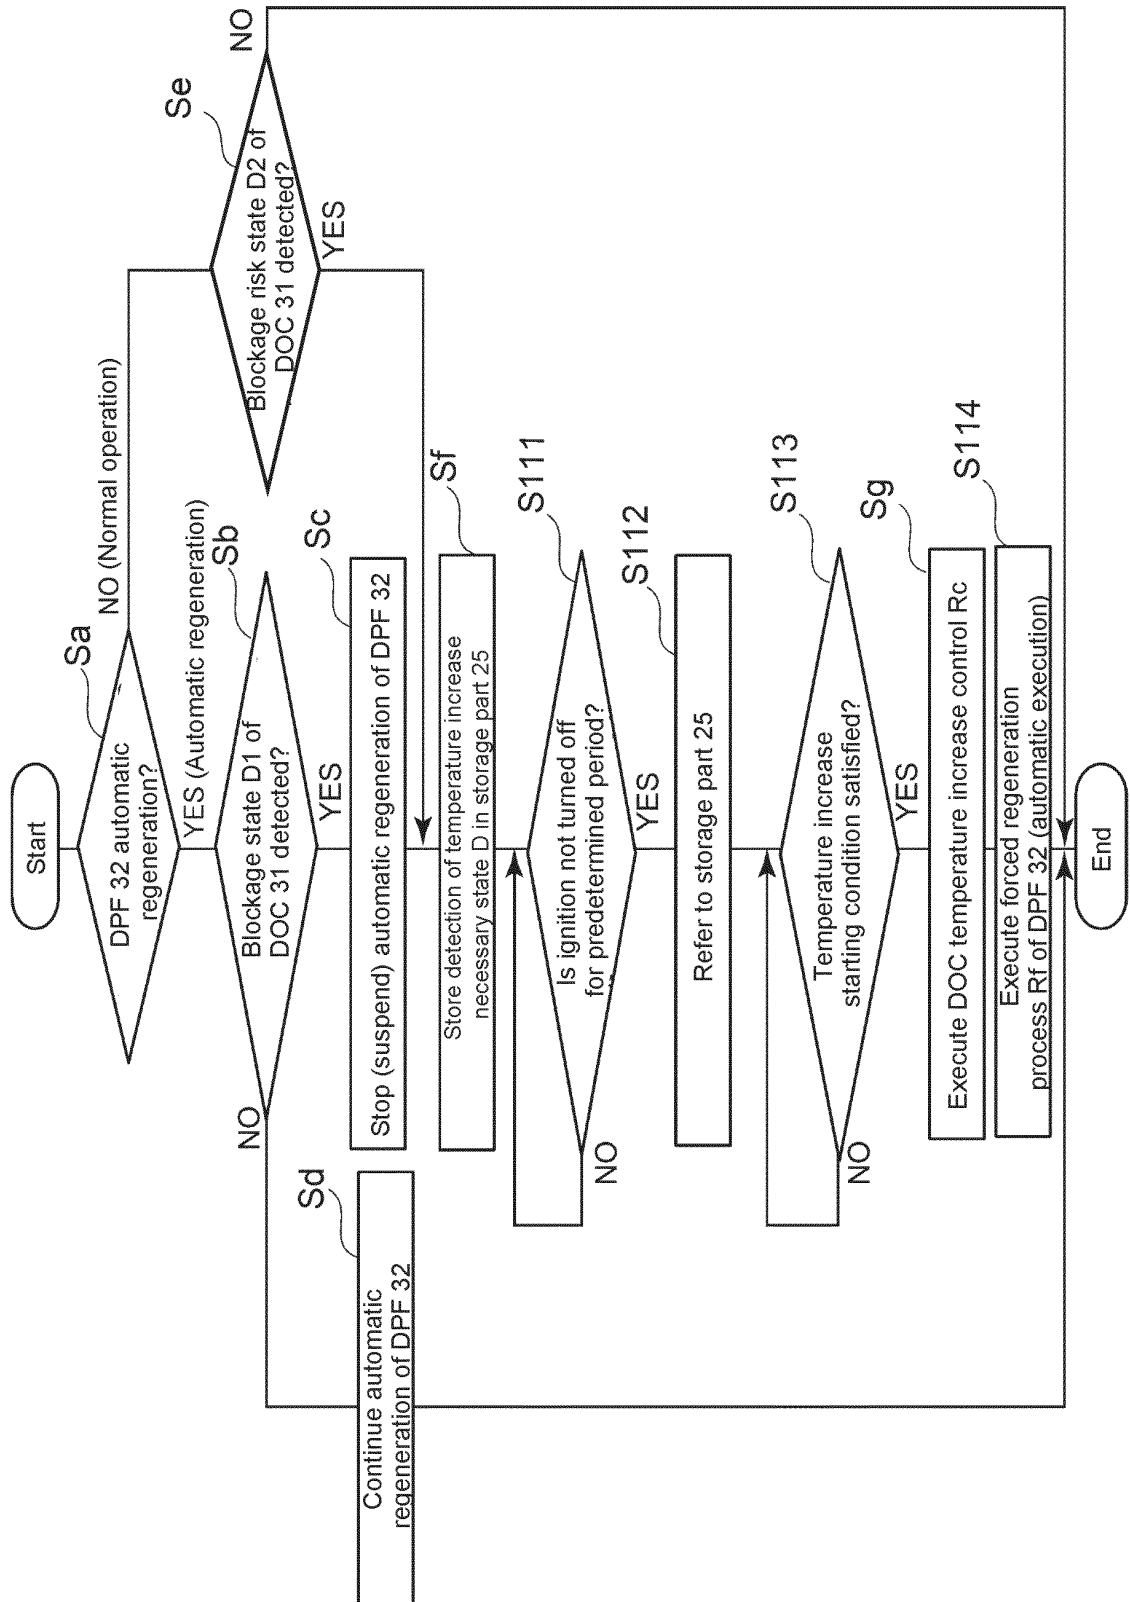 Start
Sa
DPF 32 automatic
regeneration?
NO (Normal operation)
YES (Automatic regeneration)
Sb
Blockage state D1 of
DOC 31 detected?
NO
YES
Se
Blockage risk state D2 of
DOC 31 detected?
NO
YES
Sc
Stop (suspend) automatic regeneration of DPF 32
Sd
Continue automatic
regeneration of DPF 32
Sf
Store detection of temperature increase
necessary state D in storage part 25
S111
Is ignition not turned off
for predetermined period?
NO
YES
S112
Refer to storage part 25
S113
Temperature increase
starting condition satisfied?
NO
YES
Sg
Execute DOC temperature increase control Rc
S114
Execute forced regeneration
process Rf of DPF 32 (automatic execution)
End